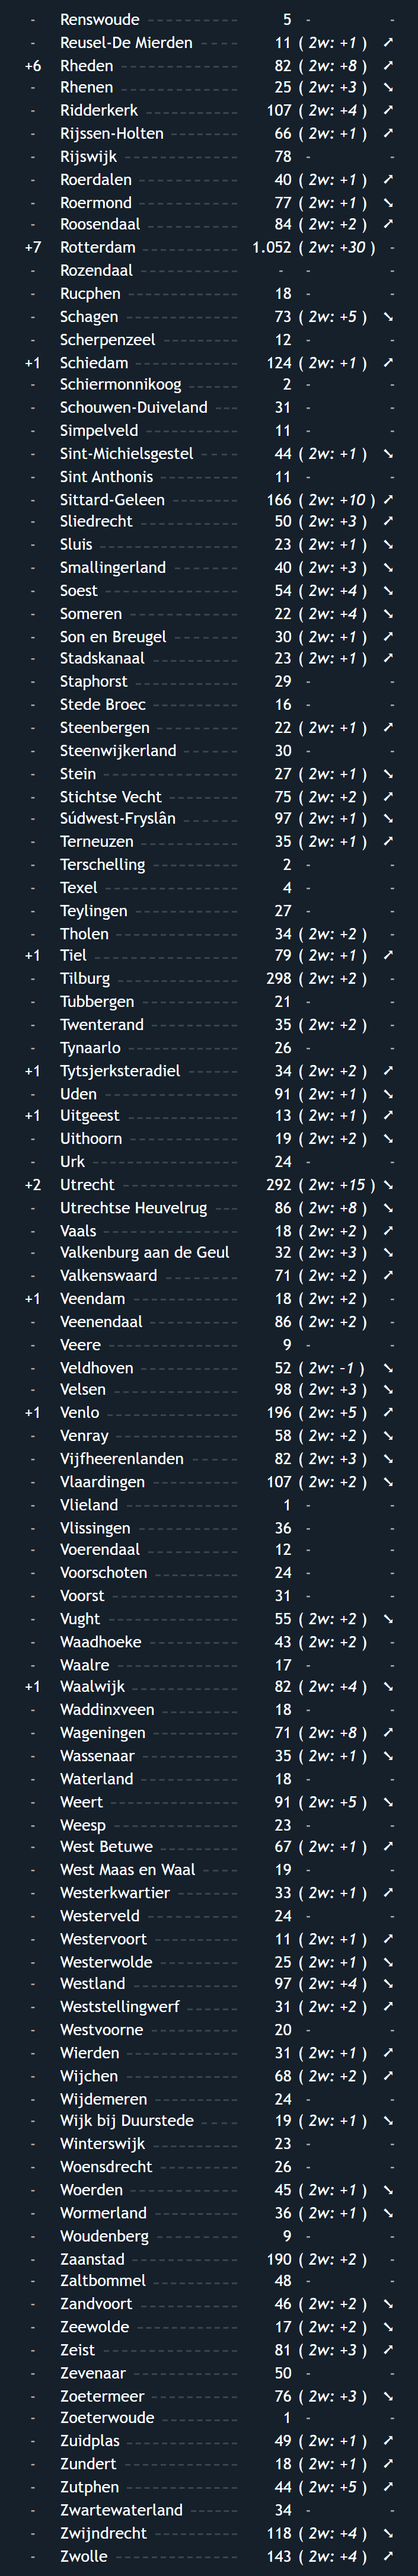 - Renswoude 5 - -
- Reusel-De Mierden 11 ( 2w: +1 ) ➚
+6 Rheden 82 ( 2w: +8 ) ➚
- Rhenen 25 ( 2w: +3 ) ➘
- Ridderkerk 107 ( 2w: +4 ) ➚
- Rijssen-Holten 66 ( 2w: +1 ) ➚
- Rijswijk 78 - -
- Roerdalen 40 ( 2w: +1 ) ➚
- Roermond 77 ( 2w: +1 ) ➘
- Roosendaal 84 ( 2w: +2 ) ➚
+7 Rotterdam 1.052 ( 2w: +30 ) -
- Rozendaal - - -
- Rucphen 18 - -
- Schagen 73 ( 2w: +5 ) ➘
- Scherpenzeel 12 - -
+1 Schiedam 124 ( 2w: +1 ) ➚
- Schiermonnikoog 2 - -
- Schouwen-Duiveland 31 - -
- Simpelveld 11 - -
- Sint-Michielsgestel 44 ( 2w: +1 ) ➘
- Sint Anthonis 11 - -
- Sittard-Geleen 166 ( 2w: +10 ) ➚
- Sliedrecht 50 ( 2w: +3 ) ➚
- Sluis 23 ( 2w: +1 ) ➘
- Smallingerland 40 ( 2w: +3 ) ➘
- Soest 54 ( 2w: +4 ) ➘
- Someren 22 ( 2w: +4 ) ➘
- Son en Breugel 30 ( 2w: +1 ) ➚
- Stadskanaal 23 ( 2w: +1 ) ➘
- Staphorst 29 - -
- Stede Broec 16 - -
- Steenbergen 22 ( 2w: +1 ) ➚
- Steenwijkerland 30 - -
- Stein 27 ( 2w: +1 ) ➘
- Stichtse Vecht 75 ( 2w: +2 ) ➚
- Súdwest-Fryslân 97 ( 2w: +1 ) ➘
- Terneuzen 35 ( 2w: +1 ) ➚
- Terschelling 2 - -
- Texel 4 - -
- Teylingen 27 - -
- Tholen 34 ( 2w: +2 ) -
+1 Tiel 79 ( 2w: +1 ) ➚
- Tilburg 298 ( 2w: +2 ) -
- Tubbergen 21 - -
- Twenterand 35 ( 2w: +2 ) -
- Tynaarlo 26 - -
+1 Tytsjerksteradiel 34 ( 2w: +2 ) ➚
- Uden 91 ( 2w: +1 ) ➘
+1 Uitgeest 13 ( 2w: +1 ) ➚
- Uithoorn 19 ( 2w: +2 ) ➘
- Urk 24 - -
+2 Utrecht 292 ( 2w: +15 ) ➘
- Utrechtse Heuvelrug 86 ( 2w: +8 ) ➘
- Vaals 18 ( 2w: +2 ) ➚
- Valkenburg aan de Geul 32 ( 2w: +3 ) ➘
- Valkenswaard 71 ( 2w: +2 ) ➚
+1 Veendam 18 ( 2w: +2 ) -
- Veenendaal 86 ( 2w: +2 ) -
- Veere 9 - -
- Veldhoven 52 ( 2w: -1 ) ➘
- Velsen 98 ( 2w: +3 ) ➘
+1 Venlo 196 ( 2w: +5 ) ➚
- Venray 58 ( 2w: +2 ) ➘
- Vijfheerenlanden 82 ( 2w: +3 ) ➘
- Vlaardingen 107 ( 2w: +2 ) ➘
- Vlieland 1 - -
- Vlissingen 36 - -
- Voerendaal 12 - -
- Voorschoten 24 - -
- Voorst 31 - -
- Vught 55 ( 2w: +2 ) ➘
- Waadhoeke 43 ( 2w: +2 ) -
- Waalre 17 - -
+1 Waalwijk 82 ( 2w: +4 ) ➘
- Waddinxveen 18 - -
- Wageningen 71 ( 2w: +8 ) ➚
- Wassenaar 35 ( 2w: +1 ) ➘
- Waterland 18 - -
- Weert 91 ( 2w: +5 ) ➘
- Weesp 23 - -
- West Betuwe 67 ( 2w: +1 ) ➚
- West Maas en Waal 19 - -
- Westerkwartier 33 ( 2w: +1 ) ➚
- Westerveld 24 - -
- Westervoort 11 ( 2w: +1 ) ➚
- Westerwolde 25 ( 2w: +1 ) ➘
- Westland 97 ( 2w: +4 ) ➘
- Weststellingwerf 31 ( 2w: +2 ) ➚
- Westvoorne 20 - -
- Wierden 31 ( 2w: +1 ) ➚
- Wijchen 68 ( 2w: +2 ) ➚
- Wijdemeren 24 - -
- Wijk bij Duurstede 19 ( 2w: +1 ) ➘
- Winterswijk 23 - -
- Woensdrecht 26 - -
- Woerden 45 ( 2w: +1 ) ➘
- Wormerland 36 ( 2w: +1 ) ➘
- Woudenberg 9 - -
- Zaanstad 190 ( 2w: +2 ) -
- Zaltbommel 48 - -
- Zandvoort 46 ( 2w: +2 ) ➘
- Zeewolde 17 ( 2w: +2 ) ➘
- Zeist 81 ( 2w: +3 ) ➚
- Zevenaar 50 - -
- Zoetermeer 76 ( 2w: +3 ) ➘
- Zoeterwoude 1 - -
- Zuidplas 49 ( 2w: +1 ) ➚
- Zundert 18 ( 2w: +1 ) ➚
- Zutphen 44 ( 2w: +5 ) ➚
- Zwartewaterland 34 - -
- Zwijndrecht 118 ( 2w: +4 ) ➘
- Zwolle 143 ( 2w: +4 ) ➚